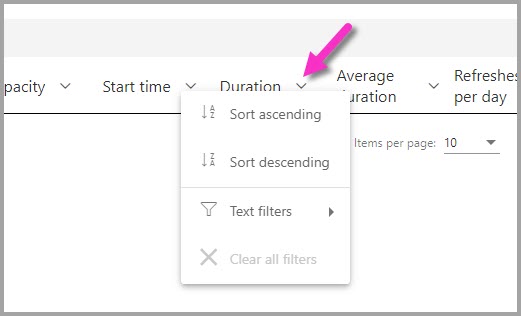 pacity Start time Duration Average duration Refreshes per day
Sort ascending
Items per page: 10
Sort descending
Text filters
Clear all filters